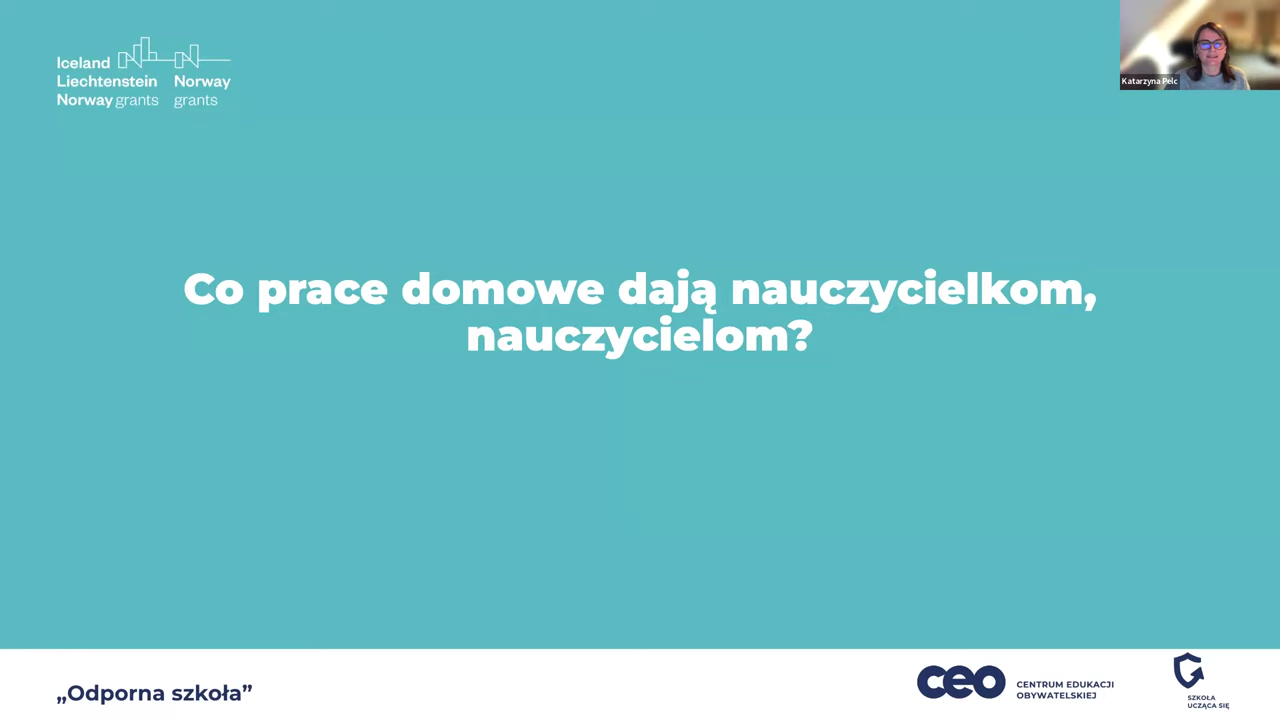 Iceland
Liechtenstein
Norway grants
Norway
grants
Katarzyna Pelc
Co prace domowe dają nauczycielkom,
nauczycielom?
„Odporna szkoła”
ceo
CENTRUM EDUKACJI
OBYWATELSKIEJ
SZKOŁA
UCZĄCA SIĘ